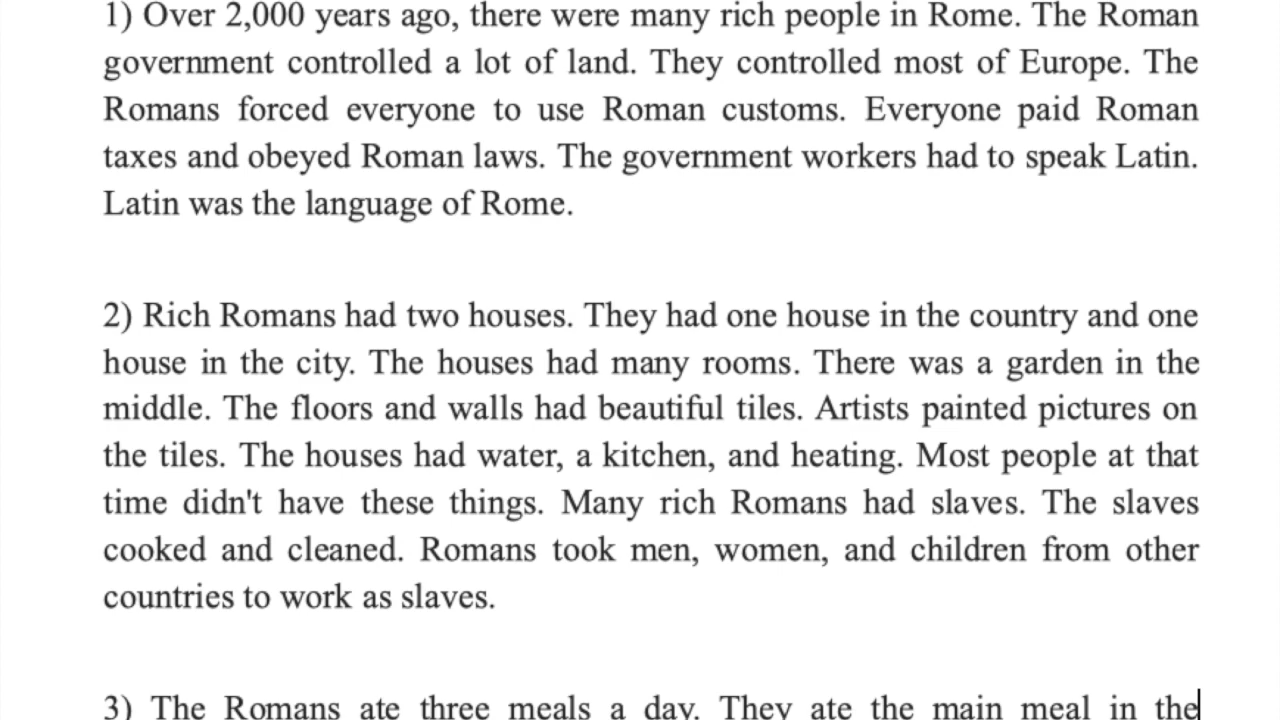 1) Over 2,000 years ago, there were many rich people in Rome. The Roman
government controlled a lot of land. They controlled most of Europe. The
Romans forced everyone to use Roman customs. Everyone paid Roman
taxes and obeyed Roman laws. The government workers had to speak Latin.
Latin was the language of Rome.
2) Rich Romans had two houses. They had one house in the country and one
house in the city. The houses had many rooms. There was a garden in the
middle. The floors and walls had beautiful tiles. Artists painted pictures on
the tiles. The houses had water, a kitchen, and heating. Most people at that
time didn't have these things. Many rich Romans had slaves. The slaves
cooked and cleaned. Romans took men, women, and children from other
countries to work as slaves.
3) The Romans ate three meals a day. They ate the main meal in the